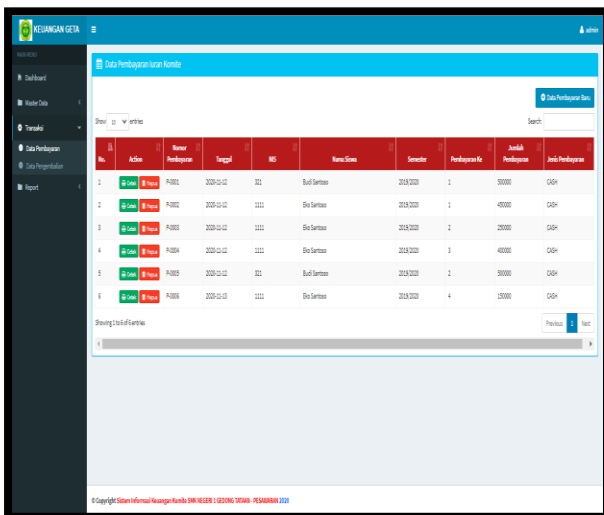 KEUANGAN GETA
admin
MAIN MENU
Dashboard
Master Data
Transaksi
Data Pembayaran
Data Pengembalian
Report
Data Pembayaran Iuran Komite
Data Pembayaran Baru
Show 10 entries
Search:
No. Action Nomor Pembayaran Tanggal NIS Nama Siswa Semester Pembayaran Ke Jumlah Pembayaran Jenis Pembayaran
1 Cetak Hapus P-0001 2020-11-12 321 Budi Santoso 2019/2020 1 500000 CASH
2 Cetak Hapus P-0002 2020-11-12 1111 Eko Santoso 2019/2020 1 450000 CASH
3 Cetak Hapus P-0003 2020-11-12 1111 Eko Santoso 2019/2020 2 250000 CASH
4 Cetak Hapus P-0004 2020-11-12 1111 Eko Santoso 2019/2020 3 400000 CASH
5 Cetak Hapus P-0005 2020-11-12 321 Budi Santoso 2019/2020 2 500000 CASH
6 Cetak Hapus P-0006 2020-11-13 1111 Eko Santoso 2019/2020 4 150000 CASH
Showing 1 to 6 of 6 entries
Previous 1 Next
© Copyright Sistem Informasi Keuangan Komite SMK NEGERI 1 GEDONG TATAAN - PESAWARAN 2020